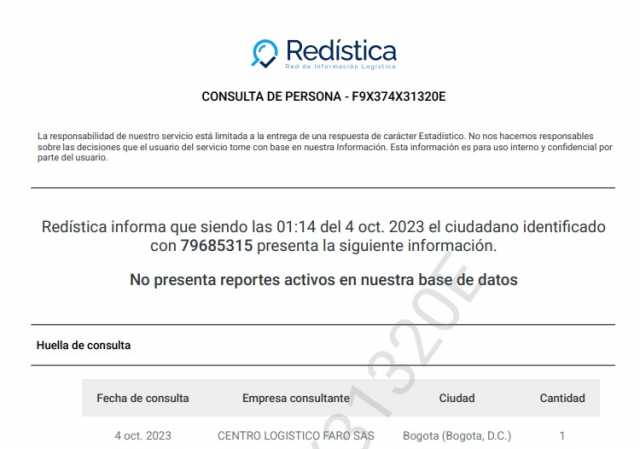 Redística
Red de Información Logística
CONSULTA DE PERSONA - F9X374X31320E
La responsabilidad de nuestro servicio está limitada a la entrega de una respuesta de carácter Estadístico. No nos hacemos responsables
sobre las decisiones que el usuario del servicio tome con base en nuestra Información. Esta información es para uso interno y confidencial por
parte del usuario.
Redística informa que siendo las 01:14 del 4 oct. 2023 el ciudadano identificado
con 79685315 presenta la siguiente información.
No presenta reportes activos en nuestra base de datos
Huella de consulta
Fecha de consulta Empresa consultante Ciudad Cantidad
4 oct. 2023 CENTRO LOGISTICO FARO SAS Bogota (Bogota, D.C.) 1